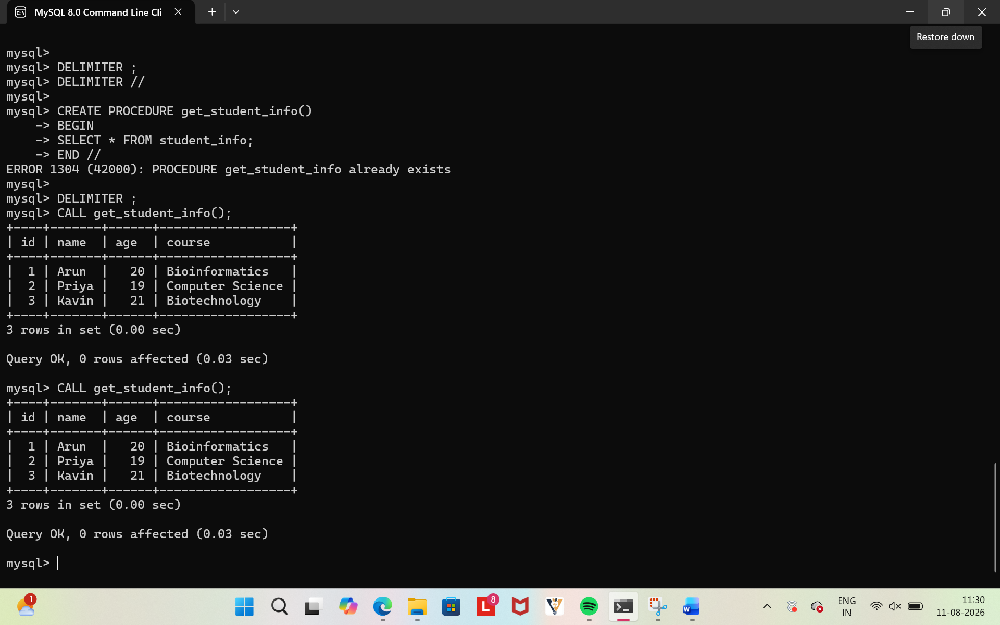 MySQL 8.0 Command Line Cli
Restore down
mysql>
mysql> DELIMITER ;
mysql> DELIMITER //
mysql>
mysql> CREATE PROCEDURE get_student_info()
    -> BEGIN
    -> SELECT * FROM student_info;
    -> END //
ERROR 1304 (42000): PROCEDURE get_student_info already exists
mysql>
mysql> DELIMITER ;
mysql> CALL get_student_info();
+----+-------+------+------------------+
| id | name  | age  | course           |
+----+-------+------+------------------+
|  1 | Arun  |   20 | Bioinformatics   |
|  2 | Priya |   19 | Computer Science |
|  3 | Kavin |   21 | Biotechnology    |
+----+-------+------+------------------+
3 rows in set (0.00 sec)
Query OK, 0 rows affected (0.03 sec)
mysql> CALL get_student_info();
+----+-------+------+------------------+
| id | name  | age  | course           |
+----+-------+------+------------------+
|  1 | Arun  |   20 | Bioinformatics   |
|  2 | Priya |   19 | Computer Science |
|  3 | Kavin |   21 | Biotechnology    |
+----+-------+------+------------------+
3 rows in set (0.00 sec)
Query OK, 0 rows affected (0.03 sec)
mysql>
1
L 8
W
ENG
IN
11:30
11-08-2026